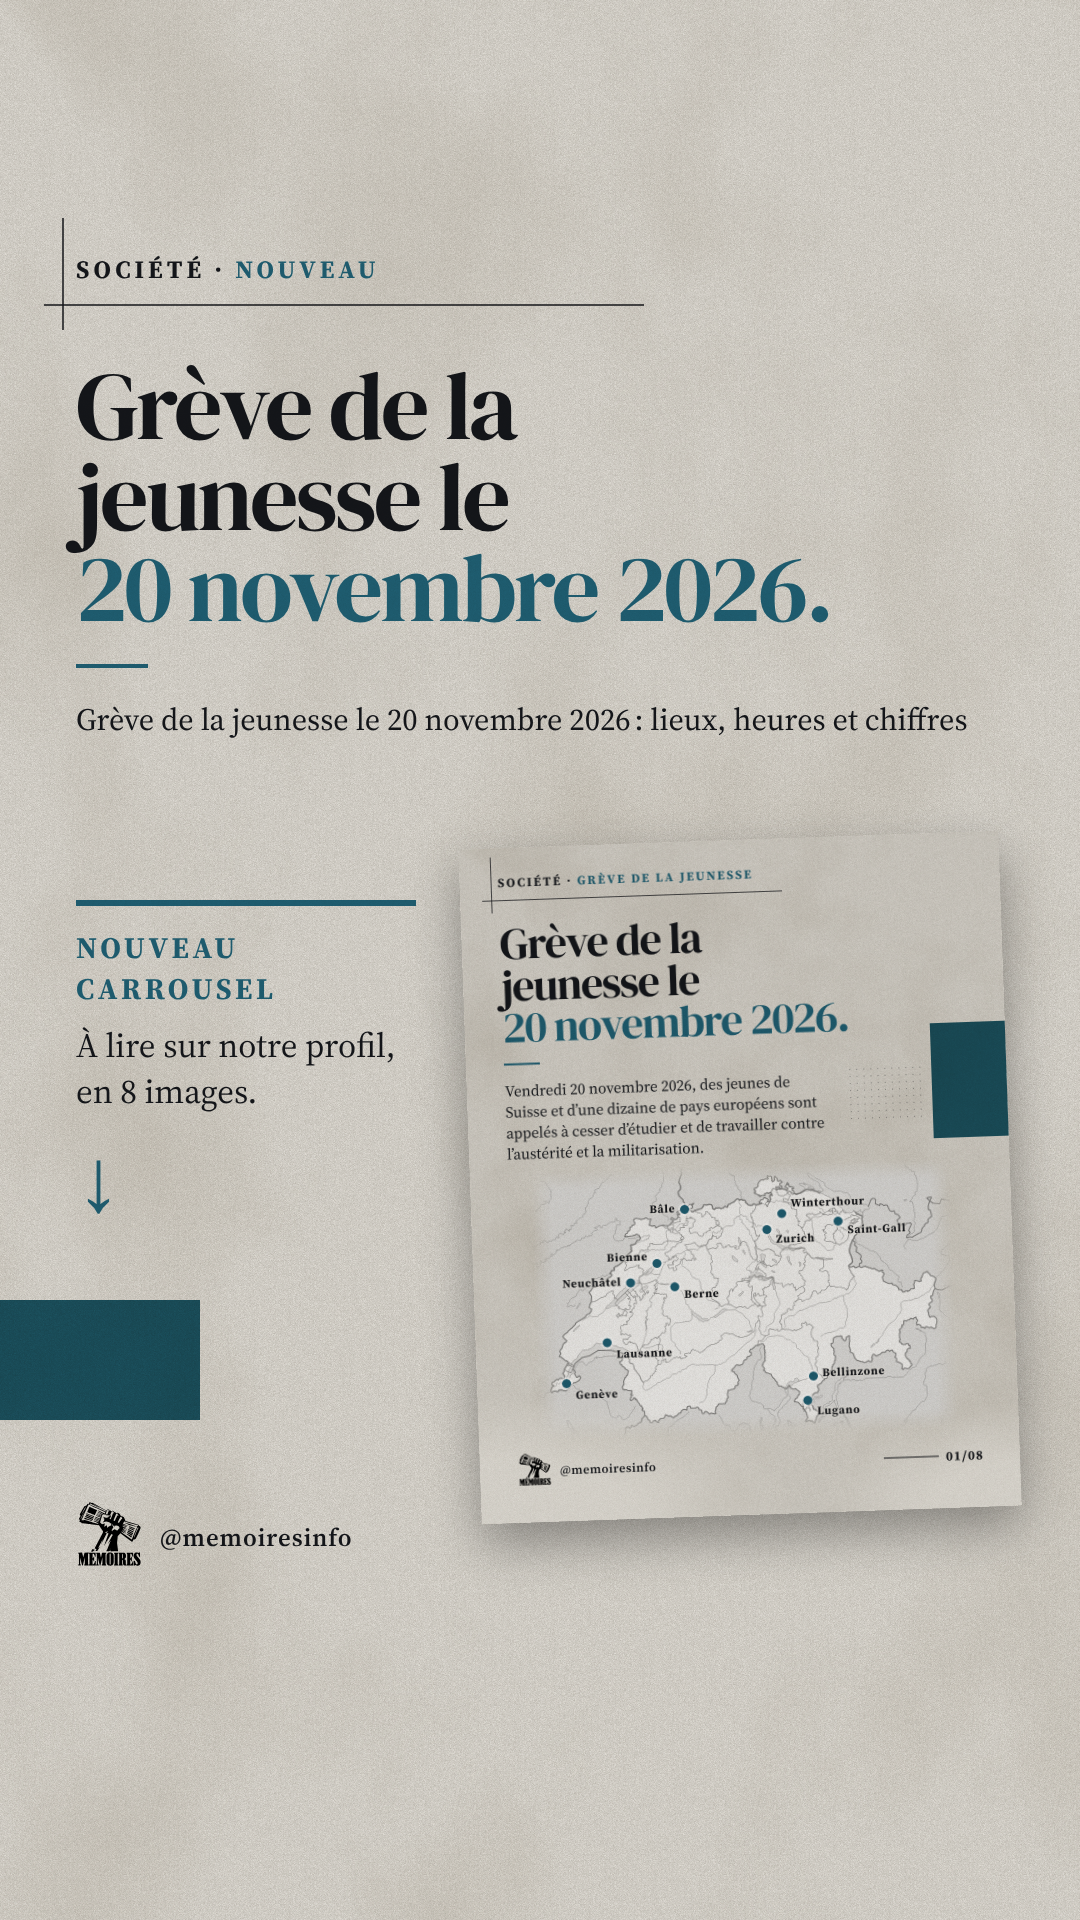 SOCIÉTÉ · NOUVEAU
Grève de la
jeunesse le
20 novembre 2026.
Grève de la jeunesse le 20 novembre 2026 : lieux, heures et chiffres
NOUVEAU
CARROUSEL
À lire sur notre profil,
en 8 images.
↓
SOCIÉTÉ · GRÈVE DE LA JEUNESSE
Grève de la
jeunesse le
20 novembre 2026.
Vendredi 20 novembre 2026, des jeunes de
Suisse et d'une dizaine de pays européens sont
appelés à cesser d'étudier et de travailler contre
l'austérité et la militarisation.
Bâle
Winterthour
Saint-Gall
Zurich
Bienne
Neuchâtel
Berne
Lausanne
Bellinzone
Genève
Lugano
MÉMOIRES
@memoiresinfo
01/08
MÉMOIRES
@memoiresinfo